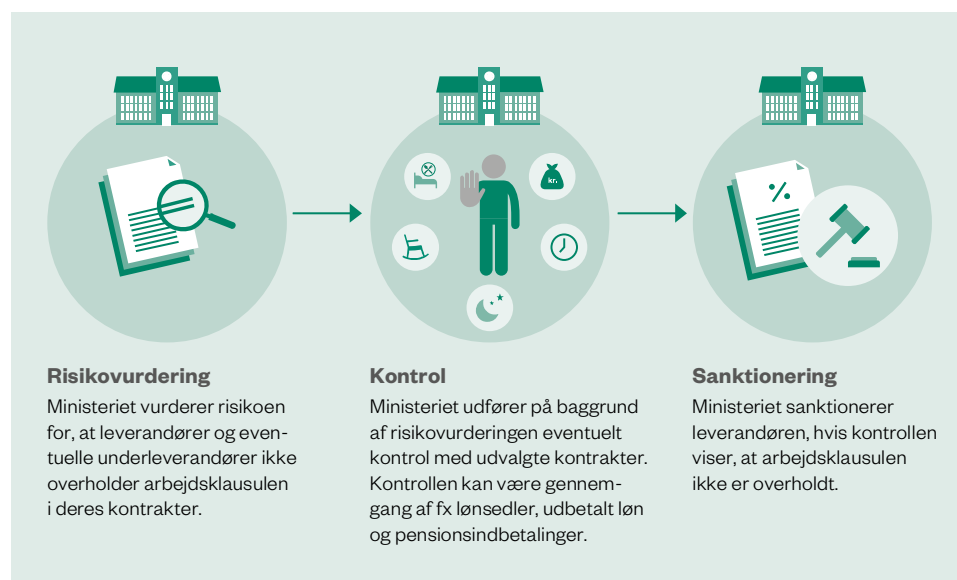 kr.
%
Risikovurdering
Ministeriet vurderer risikoen
for, at leverandører og even-
tuelle underleverandører ikke
overholder arbejdsklausulen
i deres kontrakter.
Kontrol
Ministeriet udfører på baggrund
af risikovurderingen eventuelt
kontrol med udvalgte kontrakter.
Kontrollen kan være gennem-
gang af fx lønsedler, udbetalt løn
og pensionsindbetalinger.
Sanktionering
Ministeriet sanktionerer
leverandøren, hvis kontrollen
viser, at arbejdsklausulen
ikke er overholdt.